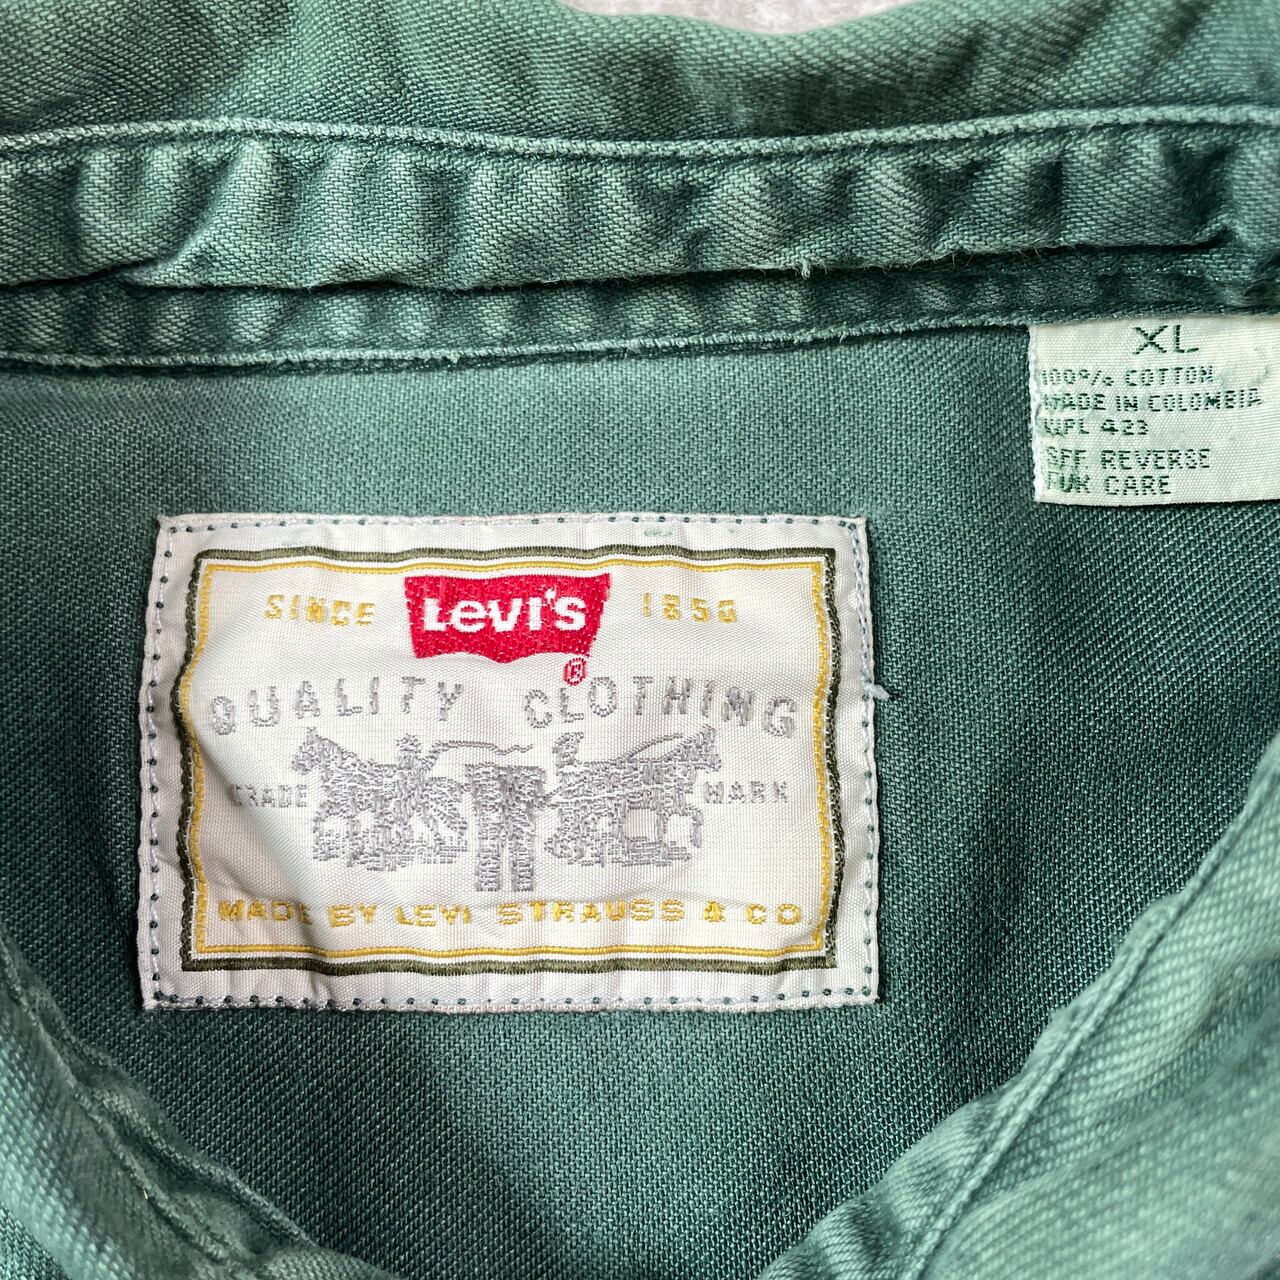 XL
100% COTTON
MADE IN COLOMBIA
WPL 423
SEE REVERSE
FOR CARE
SINCE LEVI'S ® 1850
QUALITY CLOTHING
TRADE MARK
MADE BY LEVI STRAUSS & CO